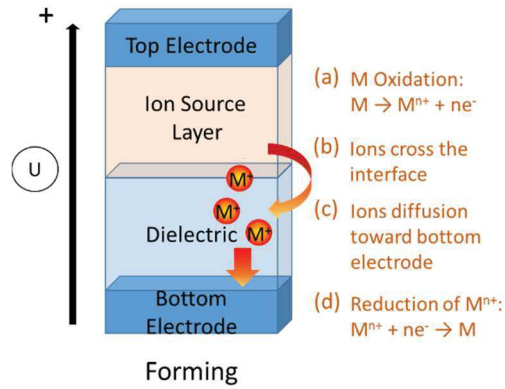 +
Top Electrode
Ion Source
Layer
U
M⁺
M⁺
Dielectric
M⁺
Bottom
Electrode
Forming
(a) M Oxidation:
M → Mⁿ⁺ + ne⁻
(b) Ions cross the
interface
(c) Ions diffusion
toward bottom
electrode
(d) Reduction of Mⁿ⁺:
Mⁿ⁺ + ne⁻ → M